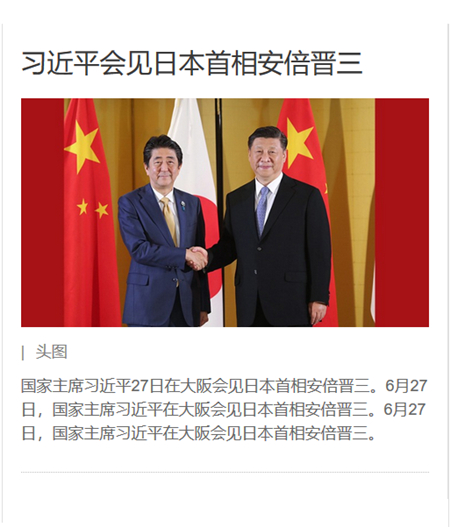 习近平会见日本首相安倍晋三
| 头图
国家主席习近平27日在大阪会见日本首相安倍晋三。6月27
日，国家主席习近平在大阪会见日本首相安倍晋三。6月27
日，国家主席习近平在大阪会见日本首相安倍晋三。